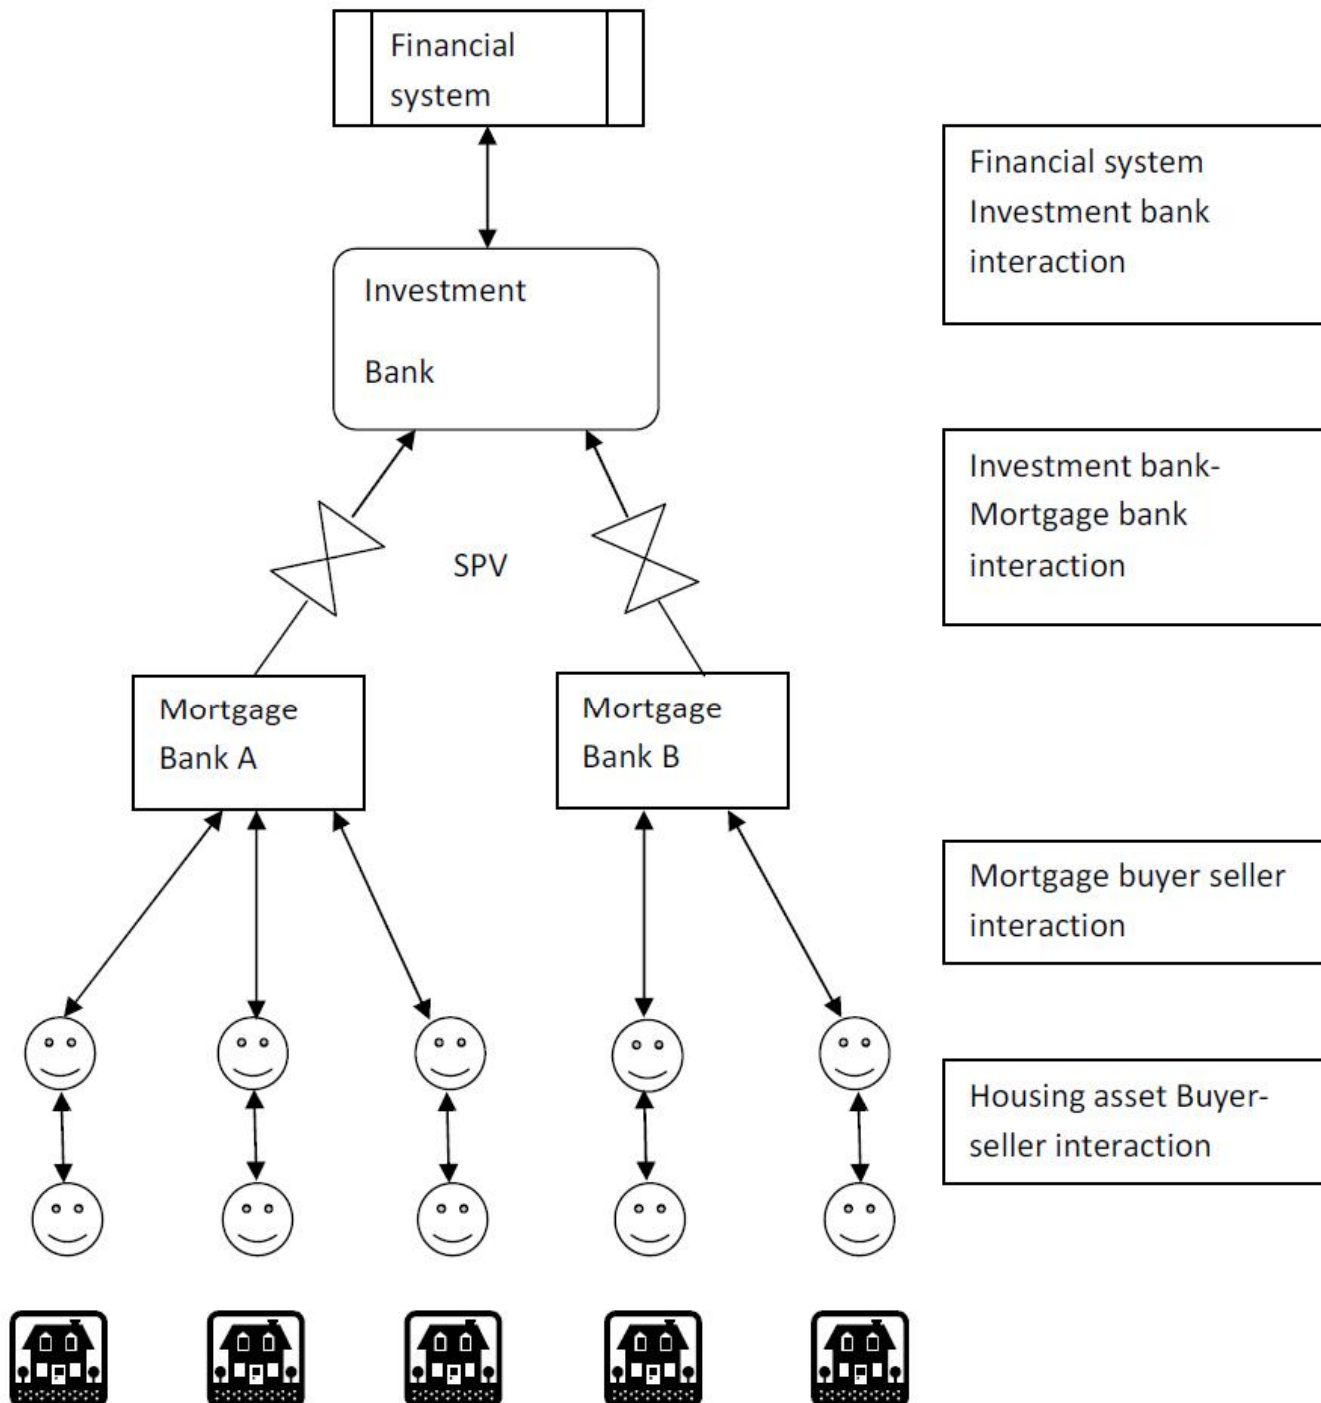 Financial
system
Financial system
Investment bank
interaction
Investment
Bank
Investment bank-
Mortgage bank
interaction
SPV
Mortgage
Bank A
Mortgage
Bank B
Mortgage buyer seller
interaction
Housing asset Buyer-
seller interaction